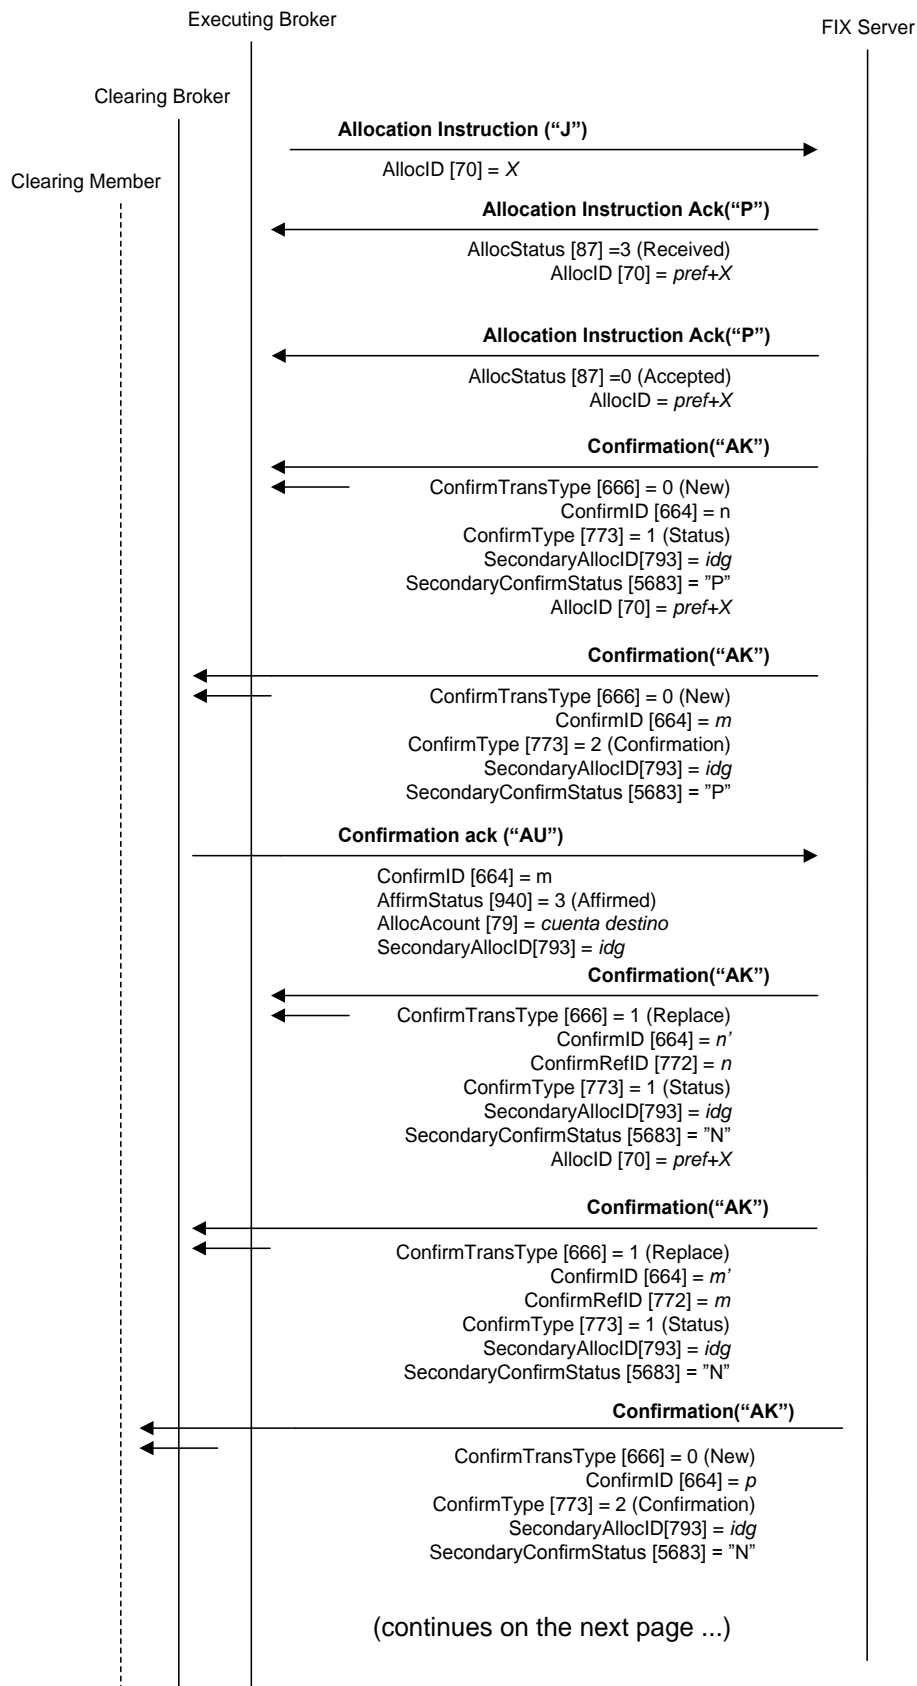 Executing Broker
FIX Server
Clearing Broker
Clearing Member
Allocation Instruction (“J”)
AllocID [70] = X
Allocation Instruction Ack(“P”)
AllocStatus [87] =3 (Received)
AllocID [70] = pref+X
Allocation Instruction Ack(“P”)
AllocStatus [87] =0 (Accepted)
AllocID = pref+X
Confirmation(“AK”)
ConfirmTransType [666] = 0 (New)
ConfirmID [664] = n
ConfirmType [773] = 1 (Status)
SecondaryAllocID[793] = idg
SecondaryConfirmStatus [5683] = ”P”
AllocID [70] = pref+X
Confirmation(“AK”)
ConfirmTransType [666] = 0 (New)
ConfirmID [664] = m
ConfirmType [773] = 2 (Confirmation)
SecondaryAllocID[793] = idg
SecondaryConfirmStatus [5683] = ”P”
Confirmation ack (“AU”)
ConfirmID [664] = m
AffirmStatus [940] = 3 (Affirmed)
AllocAcount [79] = cuenta destino
SecondaryAllocID[793] = idg
Confirmation(“AK”)
ConfirmTransType [666] = 1 (Replace)
ConfirmID [664] = n’
ConfirmRefID [772] = n
ConfirmType [773] = 1 (Status)
SecondaryAllocID[793] = idg
SecondaryConfirmStatus [5683] = ”N”
AllocID [70] = pref+X
Confirmation(“AK”)
ConfirmTransType [666] = 1 (Replace)
ConfirmID [664] = m’
ConfirmRefID [772] = m
ConfirmType [773] = 1 (Status)
SecondaryAllocID[793] = idg
SecondaryConfirmStatus [5683] = ”N”
Confirmation(“AK”)
ConfirmTransType [666] = 0 (New)
ConfirmID [664] = p
ConfirmType [773] = 2 (Confirmation)
SecondaryAllocID[793] = idg
SecondaryConfirmStatus [5683] = ”N”
(continues on the next page ...)